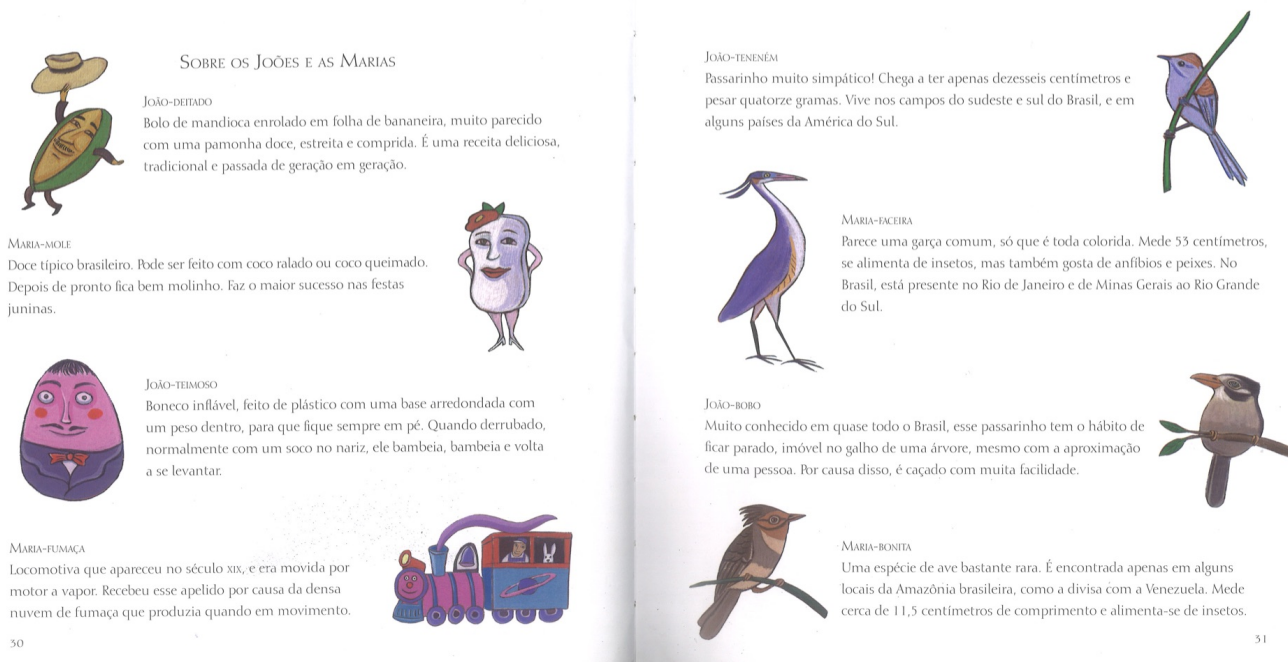 Sobre os Joões e as Marias
João-deitado
Bolo de mandioca enrolado em folha de bananeira, muito parecido
com uma pamonha doce, estreita e comprida. É uma receita deliciosa,
tradicional e passada de geração em geração.
Maria-mole
Doce típico brasileiro. Pode ser feito com coco ralado ou coco queimado.
Depois de pronto fica bem molinho. Faz o maior sucesso nas festas
juninas.
João-teimoso
Boneco inflável, feito de plástico com uma base arredondada com
um peso dentro, para que fique sempre em pé. Quando derrubado,
normalmente com um soco no nariz, ele bambeia, bambeia e volta
a se levantar.
Maria-fumaça
Locomotiva que apareceu no século XIX, e era movida por
motor a vapor. Recebeu esse apelido por causa da densa
nuvem de fumaça que produzia quando em movimento.
30
João-teneném
Passarinho muito simpático! Chega a ter apenas dezesseis centímetros e
pesar quatorze gramas. Vive nos campos do sudeste e sul do Brasil, e em
alguns países da América do Sul.
Maria-faceira
Parece uma garça comum, só que é toda colorida. Mede 53 centímetros,
se alimenta de insetos, mas também gosta de anfíbios e peixes. No
Brasil, está presente no Rio de Janeiro e de Minas Gerais ao Rio Grande
do Sul.
João-bobo
Muito conhecido em quase todo o Brasil, esse passarinho tem o hábito de
ficar parado, imóvel no galho de uma árvore, mesmo com a aproximação
de uma pessoa. Por causa disso, é caçado com muita facilidade.
Maria-bonita
Uma espécie de ave bastante rara. É encontrada apenas em alguns
locais da Amazônia brasileira, como a divisa com a Venezuela. Mede
cerca de 11,5 centímetros de comprimento e alimenta-se de insetos.
31